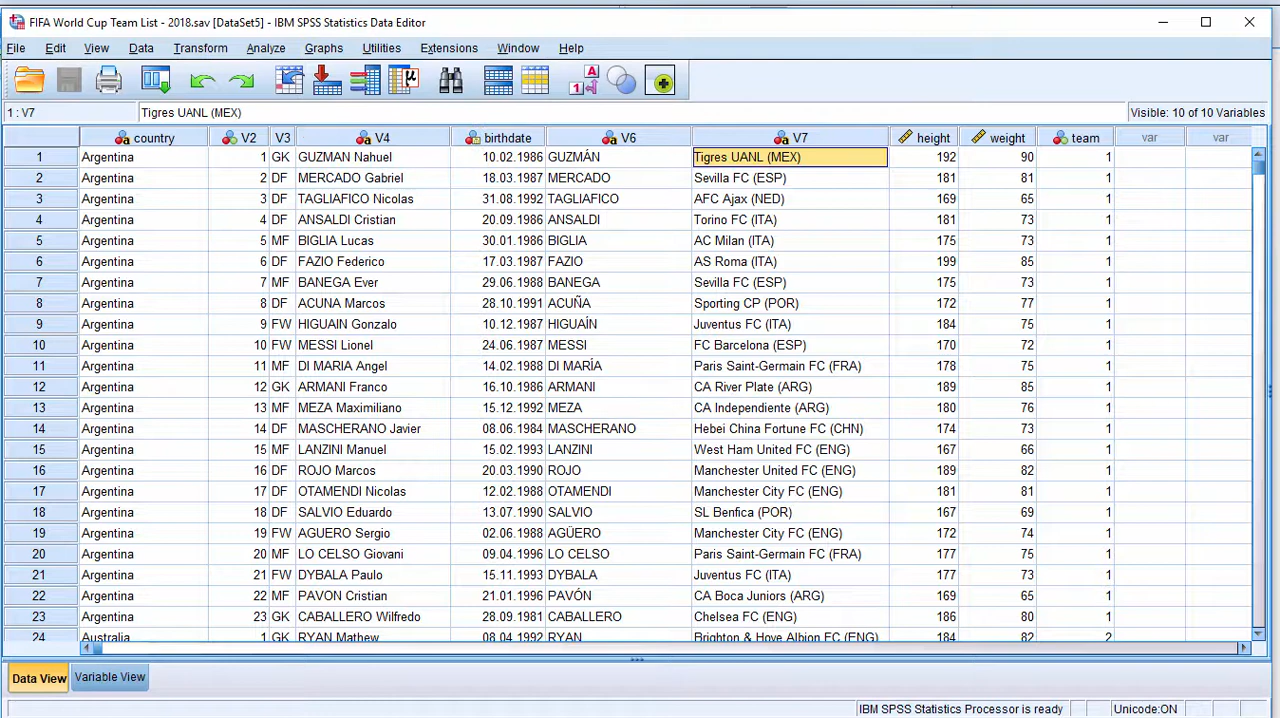 FIFA World Cup Team List - 2018.sav [DataSet5] - IBM SPSS Statistics Data Editor
File Edit View Data Transform Analyze Graphs Utilities Extensions Window Help
1 : V7 Tigres UANL (MEX) Visible: 10 of 10 Variables
country V2 V3 V4 birthdate V6 V7 height weight team var var
1 Argentina 1 GK GUZMAN Nahuel 10.02.1986 GUZMÁN Tigres UANL (MEX) 192 90 1
2 Argentina 2 DF MERCADO Gabriel 18.03.1987 MERCADO Sevilla FC (ESP) 181 81 1
3 Argentina 3 DF TAGLIAFICO Nicolas 31.08.1992 TAGLIAFICO AFC Ajax (NED) 169 65 1
4 Argentina 4 DF ANSALDI Cristian 20.09.1986 ANSALDI Torino FC (ITA) 181 73 1
5 Argentina 5 MF BIGLIA Lucas 30.01.1986 BIGLIA AC Milan (ITA) 175 73 1
6 Argentina 6 DF FAZIO Federico 17.03.1987 FAZIO AS Roma (ITA) 199 85 1
7 Argentina 7 MF BANEGA Ever 29.06.1988 BANEGA Sevilla FC (ESP) 175 73 1
8 Argentina 8 DF ACUNA Marcos 28.10.1991 ACUÑA Sporting CP (POR) 172 77 1
9 Argentina 9 FW HIGUAIN Gonzalo 10.12.1987 HIGUAÍN Juventus FC (ITA) 184 75 1
10 Argentina 10 FW MESSI Lionel 24.06.1987 MESSI FC Barcelona (ESP) 170 72 1
11 Argentina 11 MF DI MARIA Angel 14.02.1988 DI MARÍA Paris Saint-Germain FC (FRA) 178 75 1
12 Argentina 12 GK ARMANI Franco 16.10.1986 ARMANI CA River Plate (ARG) 189 85 1
13 Argentina 13 MF MEZA Maximiliano 15.12.1992 MEZA CA Independiente (ARG) 180 76 1
14 Argentina 14 DF MASCHERANO Javier 08.06.1984 MASCHERANO Hebei China Fortune FC (CHN) 174 73 1
15 Argentina 15 MF LANZINI Manuel 15.02.1993 LANZINI West Ham United FC (ENG) 167 66 1
16 Argentina 16 DF ROJO Marcos 20.03.1990 ROJO Manchester United FC (ENG) 189 82 1
17 Argentina 17 DF OTAMENDI Nicolas 12.02.1988 OTAMENDI Manchester City FC (ENG) 181 81 1
18 Argentina 18 DF SALVIO Eduardo 13.07.1990 SALVIO SL Benfica (POR) 167 69 1
19 Argentina 19 FW AGUERO Sergio 02.06.1988 AGÜERO Manchester City FC (ENG) 172 74 1
20 Argentina 20 MF LO CELSO Giovani 09.04.1996 LO CELSO Paris Saint-Germain FC (FRA) 177 75 1
21 Argentina 21 FW DYBALA Paulo 15.11.1993 DYBALA Juventus FC (ITA) 177 73 1
22 Argentina 22 MF PAVON Cristian 21.01.1996 PAVÓN CA Boca Juniors (ARG) 169 65 1
23 Argentina 23 GK CABALLERO Wilfredo 28.09.1981 CABALLERO Chelsea FC (ENG) 186 80 1
24 Australia 1 GK RYAN Mathew 08.04.1992 RYAN Brighton & Hove Albion FC (ENG) 184 82 2
Data View Variable View
IBM SPSS Statistics Processor is ready Unicode:ON